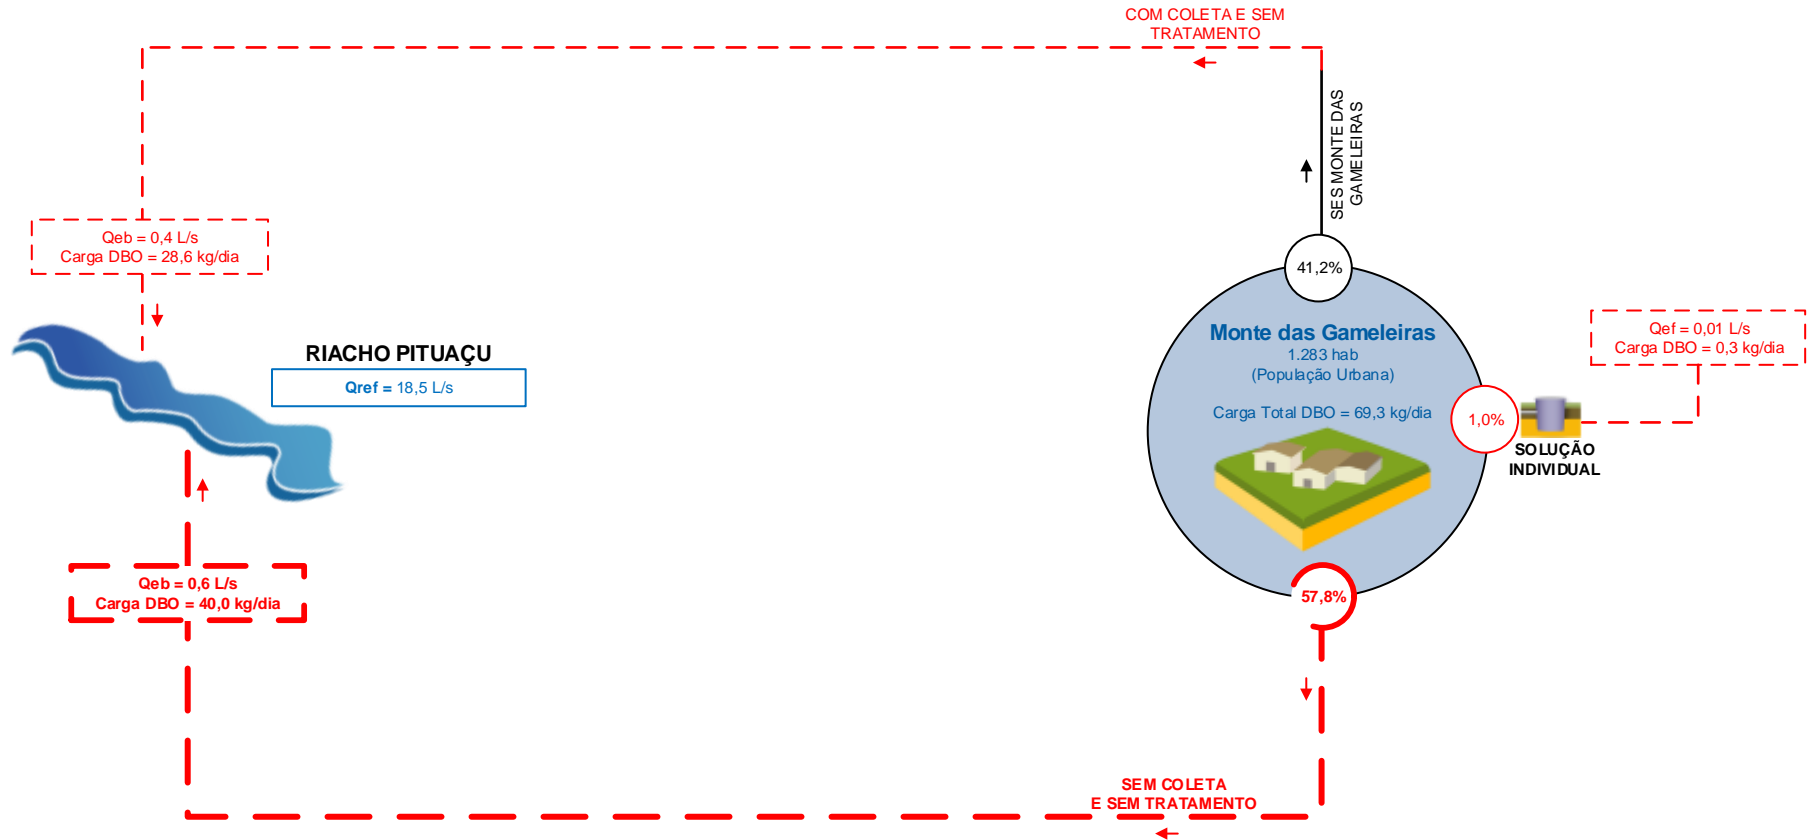 COM COLETA E SEM
TRATAMENTO
SES MONTE DAS
GAMELEIRAS
Qeb = 0,4 L/s
Carga DBO = 28,6 kg/dia
41,2%
RIACHO PITUAÇU
Qref = 18,5 L/s
Monte das Gameleiras
1.283 hab
(População Urbana)
Carga Total DBO = 69,3 kg/dia
Qef = 0,01 L/s
Carga DBO = 0,3 kg/dia
1,0%
SOLUÇÃO
INDIVIDUAL
Qeb = 0,6 L/s
Carga DBO = 40,0 kg/dia
57,8%
SEM COLETA
E SEM TRATAMENTO